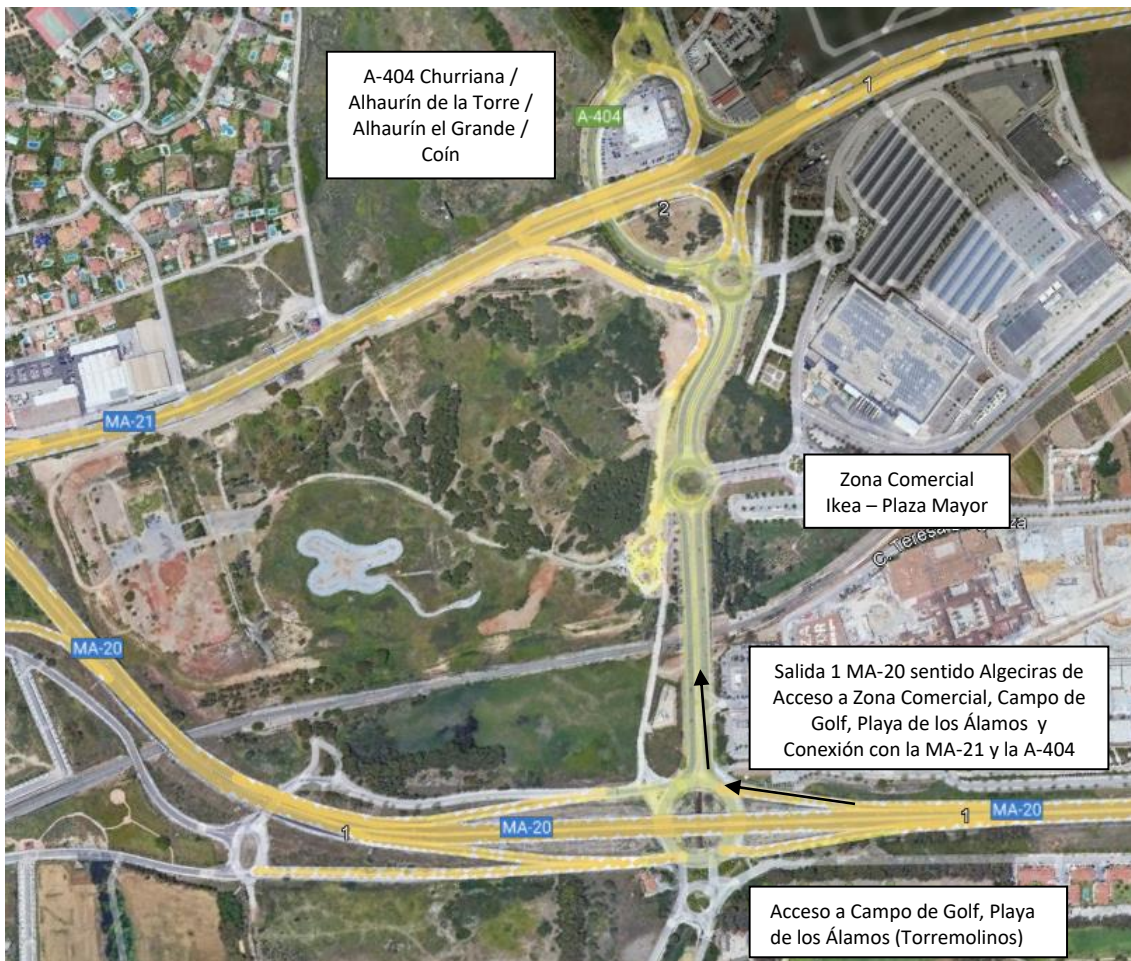 A-404 Churriana /
Alhaurín de la Torre /
Alhaurín el Grande /
Coín
A-404
1
2
MA-21
Zona Comercial
Ikea – Plaza Mayor
MA-20
Salida 1 MA-20 sentido Algeciras de
Acceso a Zona Comercial, Campo de
Golf, Playa de los Álamos y
Conexión con la MA-21 y la A-404
1
MA-20
1
MA-20
Acceso a Campo de Golf, Playa
de los Álamos (Torremolinos)